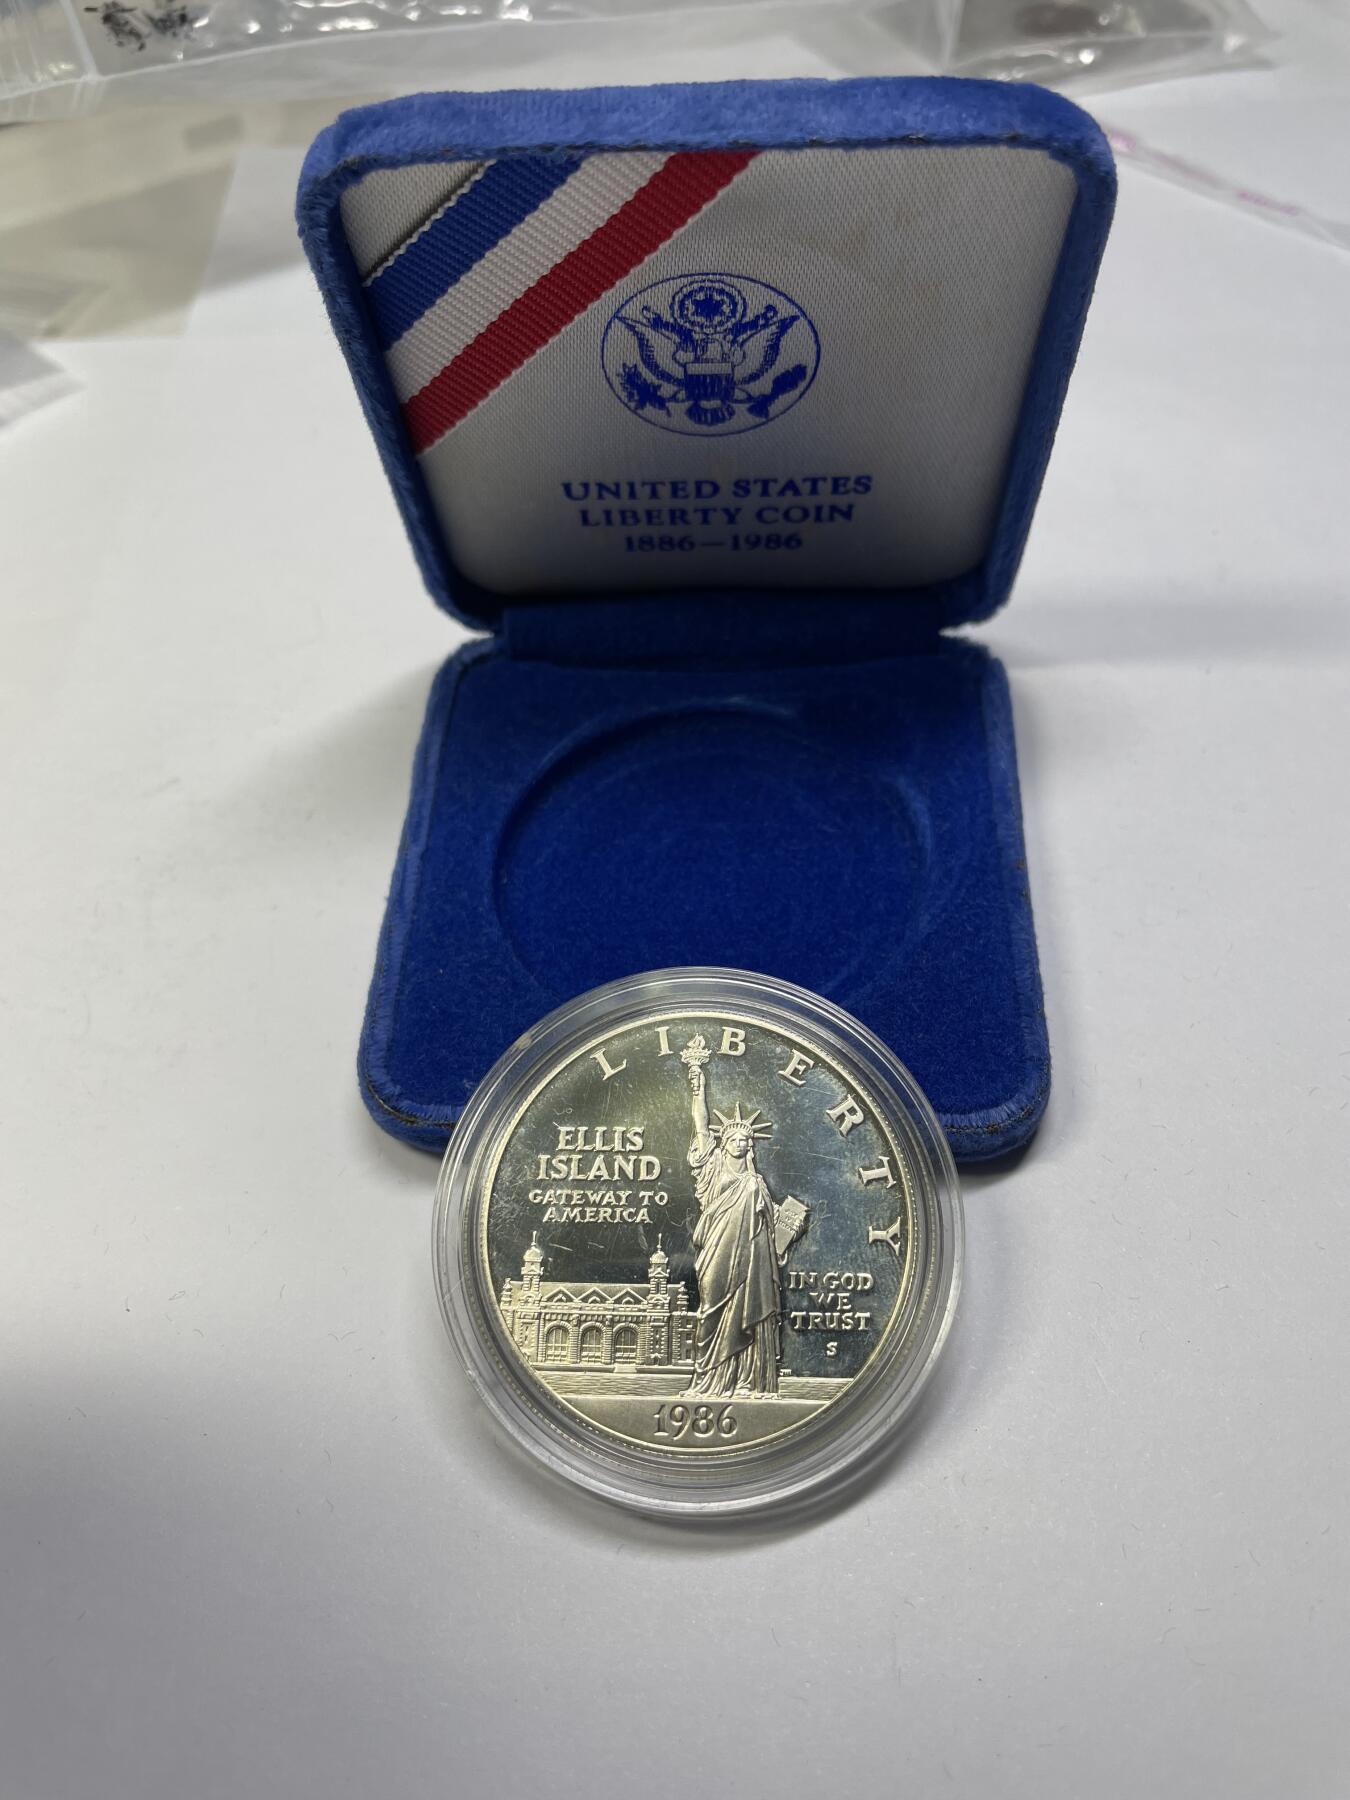 UNITED STATES
LIBERTY COIN
1886–1986
LIBERTY
ELLIS
ISLAND
GATEWAY TO
AMERICA
IN GOD
WE
TRUST
S
1986